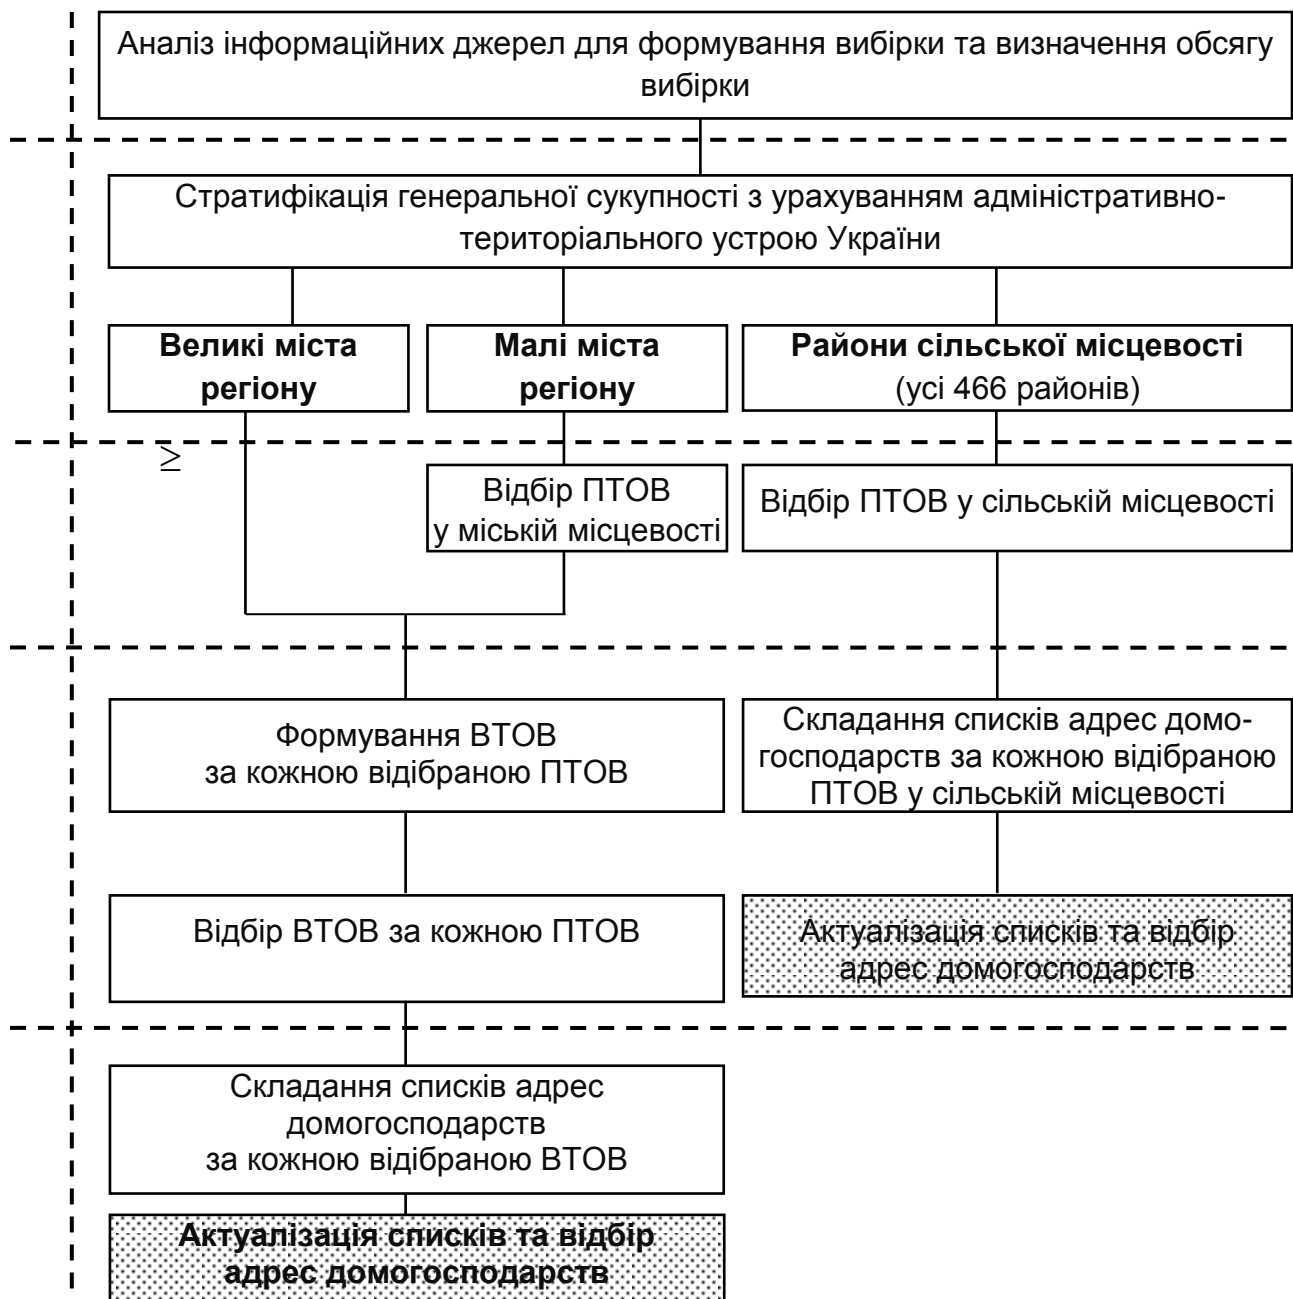 Аналіз інформаційних джерел для формування вибірки та визначення обсягу
вибірки
Стратифікація генеральної сукупності з урахуванням адміністративно-
територіального устрою України
Великі міста
регіону
Малі міста
регіону
Райони сільської місцевості
(усі 466 районів)
≥
Відбір ПТОВ
у міській місцевості
Відбір ПТОВ у сільській місцевості
Формування ВТОВ
за кожною відібраною ПТОВ
Складання списків адрес домо-
господарств за кожною відібраною
ПТОВ у сільській місцевості
Відбір ВТОВ за кожною ПТОВ
Актуалізація списків та відбір
адрес домогосподарств
Складання списків адрес
домогосподарств
за кожною відібраною ВТОВ
Актуалізація списків та відбір
адрес домогосподарств